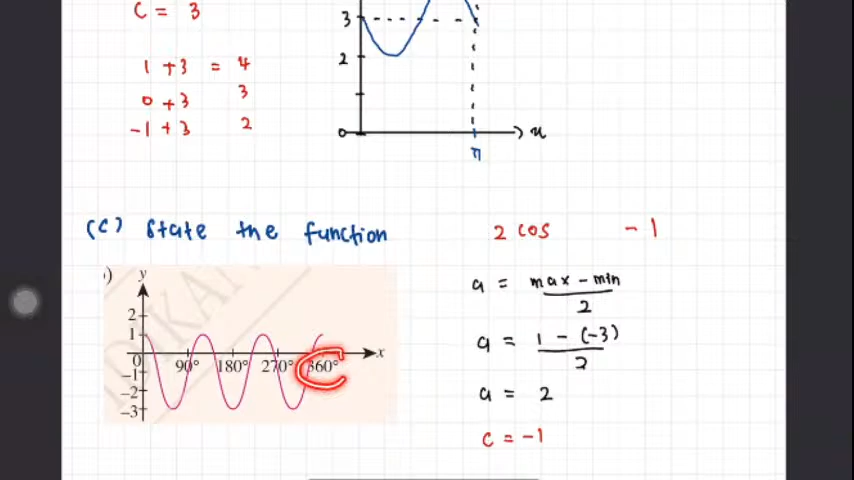 C = 3
3
1 + 3 = 4
2
0 + 3 3
-1 + 3 2
0
x
π
(c) State the function
2 cos - 1
) y
a = max - min
2
2
1
a = 1 - (-3)
2
0
x
90° 180° 270° 360°
-1
-2
a = 2
-3
c = -1